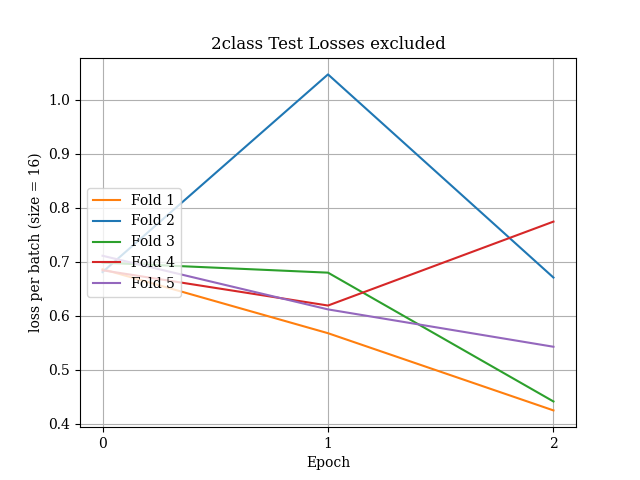 2class Test Losses excluded
loss per batch (size = 16)
1.0
0.9
0.8
0.7
0.6
0.5
0.4
Fold 1
Fold 2
Fold 3
Fold 4
Fold 5
0
1
2
Epoch